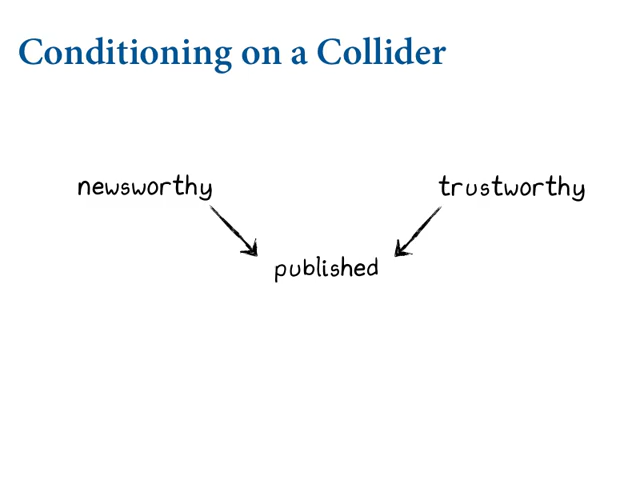 Conditioning on a Collider
newsworthy
trustworthy
published